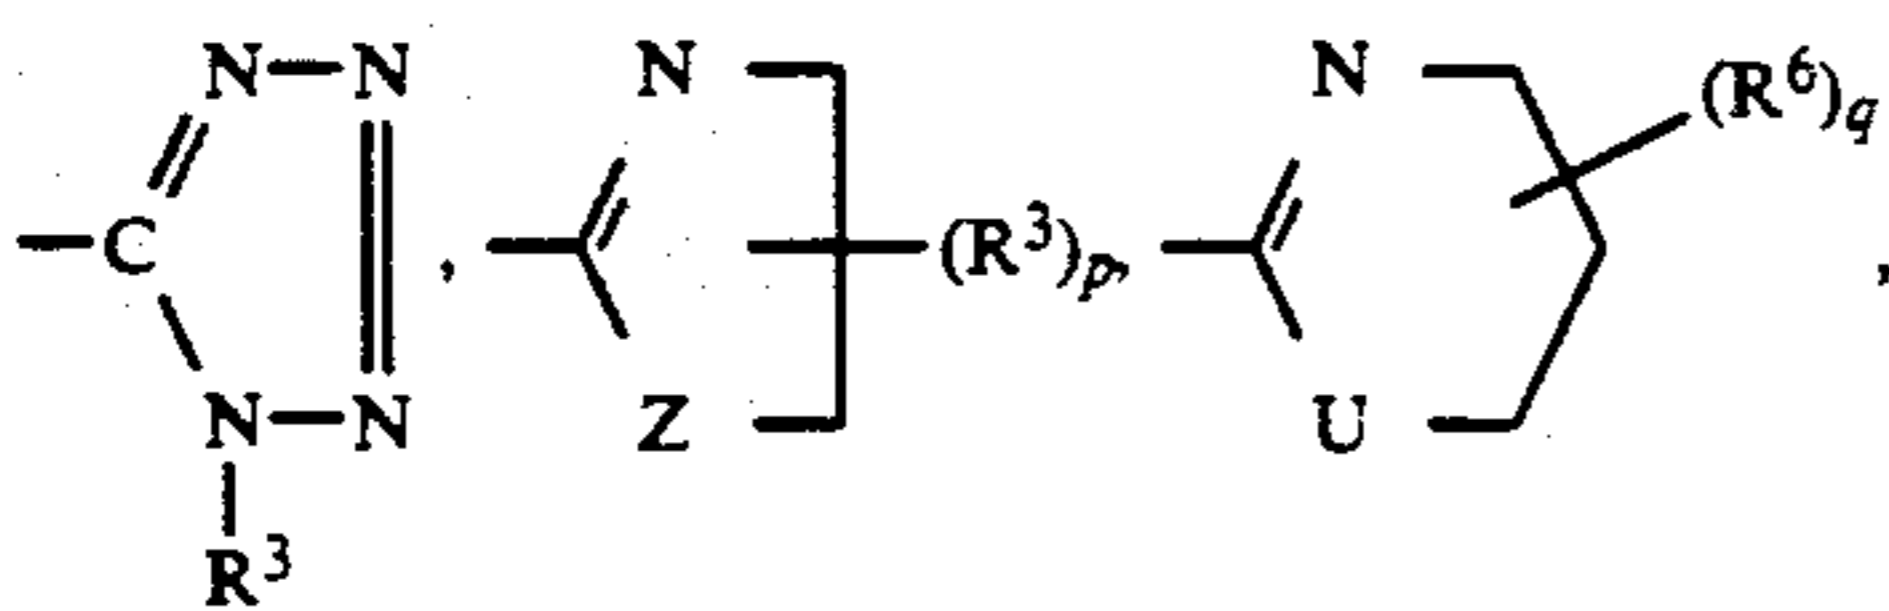 N N N N (R⁶)q
C , (R³)p, ,
N N Z U
R³